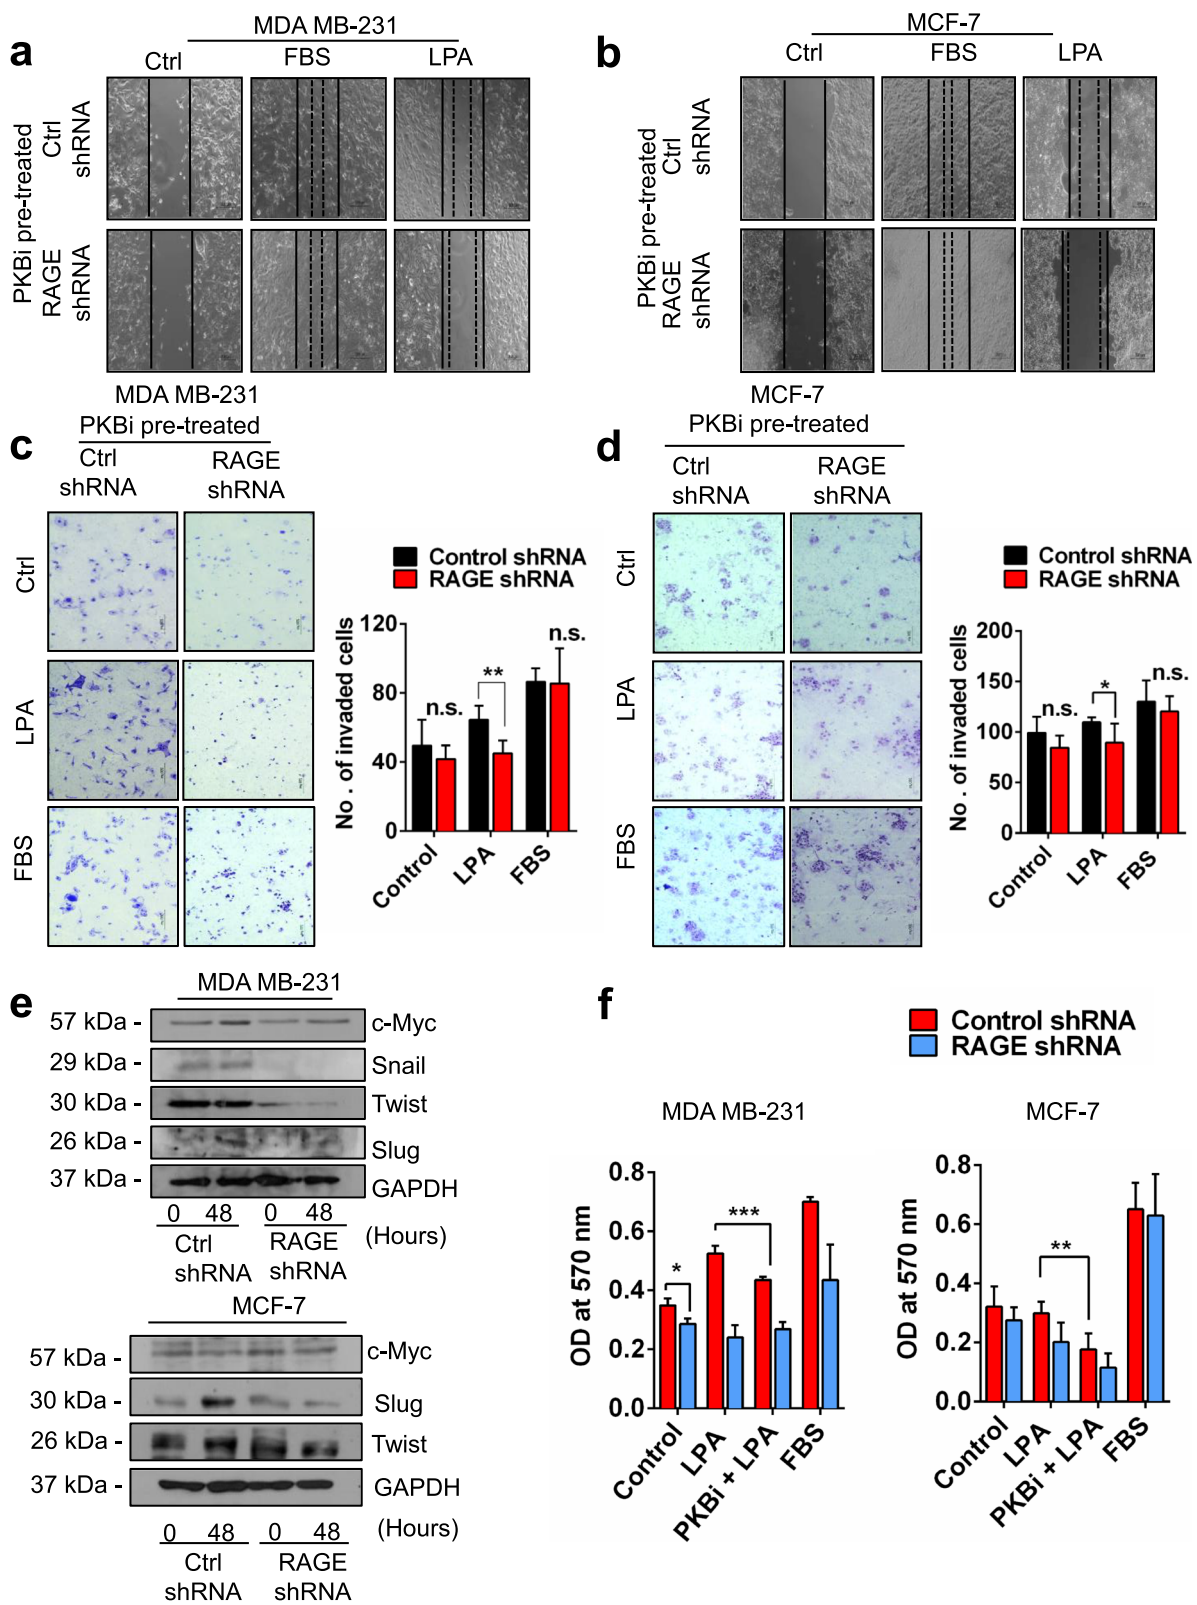 a
MDA MB-231
Ctrl FBS LPA
PKBi pre-treated
Ctrl
shRNA
RAGE
shRNA
b
MCF-7
Ctrl FBS LPA
PKBi pre-treated
Ctrl
shRNA
RAGE
shRNA
c
MDA MB-231
PKBi pre-treated
Ctrl
shRNA
RAGE
shRNA
Ctrl
LPA
FBS
Control shRNA
RAGE shRNA
No. of invaded cells
120
80
40
0
n.s.
**
n.s.
Control
LPA
FBS
d
MCF-7
PKBi pre-treated
Ctrl
shRNA
RAGE
shRNA
Ctrl
LPA
FBS
Control shRNA
RAGE shRNA
No. of invaded cells
200
150
100
50
0
n.s.
*
n.s.
Control
LPA
FBS
e
MDA MB-231
57 kDa - c-Myc
29 kDa - Snail
30 kDa - Twist
26 kDa - Slug
37 kDa - GAPDH
0 48 0 48 (Hours)
Ctrl
shRNA
RAGE
shRNA
MCF-7
57 kDa - c-Myc
30 kDa - Slug
26 kDa - Twist
37 kDa - GAPDH
0 48 0 48 (Hours)
Ctrl
shRNA
RAGE
shRNA
f
Control shRNA
RAGE shRNA
MDA MB-231
OD at 570 nm
0.8
0.6
0.4
0.2
0.0
*
***
Control
LPA
PKBi + LPA
FBS
MCF-7
OD at 570 nm
0.8
0.6
0.4
0.2
0.0
**
Control
LPA
PKBi + LPA
FBS